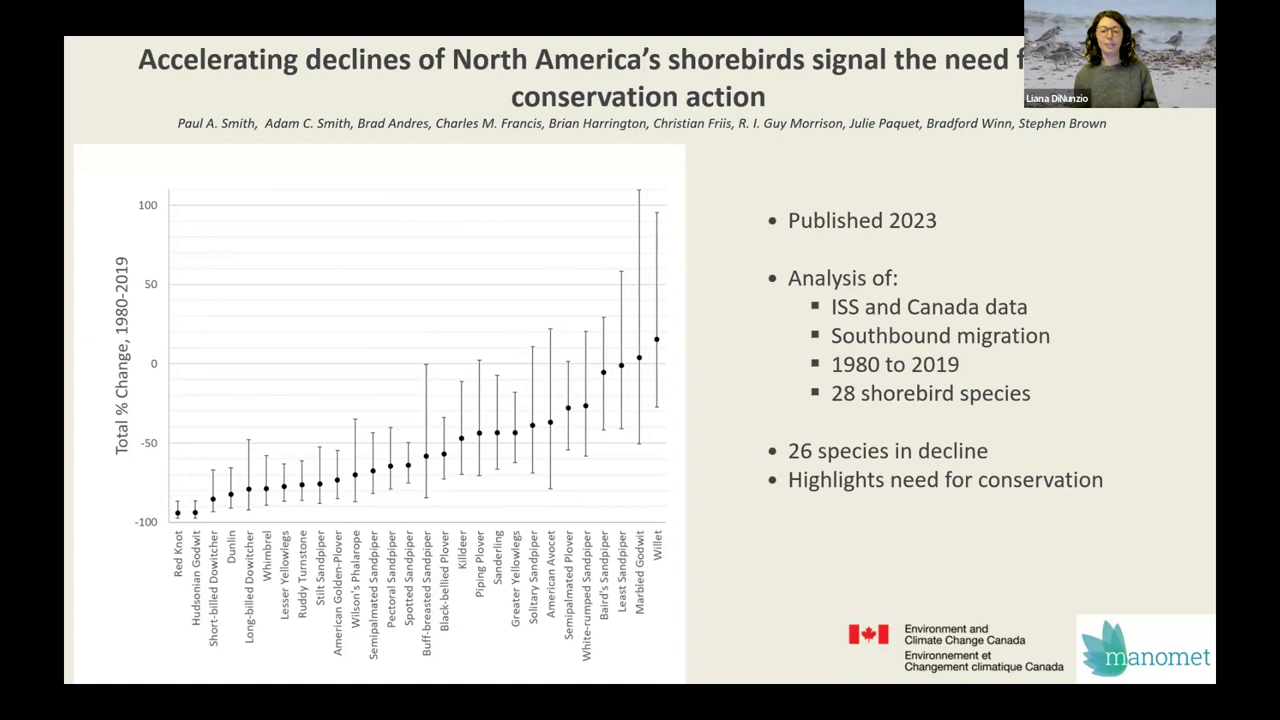 Accelerating declines of North America's shorebirds signal the need
conservation action
Paul A. Smith, Adam C. Smith, Brad Andres, Charles M. Francis, Brian Harrington, Christian Friis, R. I. Guy Morrison, Julie Paquet, Bradford Winn, Stephen Brown
Liana DiNunzio
Total % Change, 1980-2019
100
50
0
-50
-100
Red Knot
Hudsonian Godwit
Short-billed Dowitcher
Dunlin
Long-billed Dowitcher
Whimbrel
Lesser Yellowlegs
Ruddy Turnstone
Stilt Sandpiper
American Golden-Plover
Wilson's Phalarope
Semipalmated Sandpiper
Pectoral Sandpiper
Spotted Sandpiper
Buff-breasted Sandpiper
Black-bellied Plover
Killdeer
Piping Plover
Sanderling
Greater Yellowlegs
Solitary Sandpiper
American Avocet
Semipalmated Plover
White-rumped Sandpiper
Baird's Sandpiper
Least Sandpiper
Marbled Godwit
Willet
• Published 2023
• Analysis of:
▪ ISS and Canada data
▪ Southbound migration
▪ 1980 to 2019
▪ 28 shorebird species
• 26 species in decline
• Highlights need for conservation
Environment and
Climate Change Canada
Environnement et
Changement climatique Canada
manomet